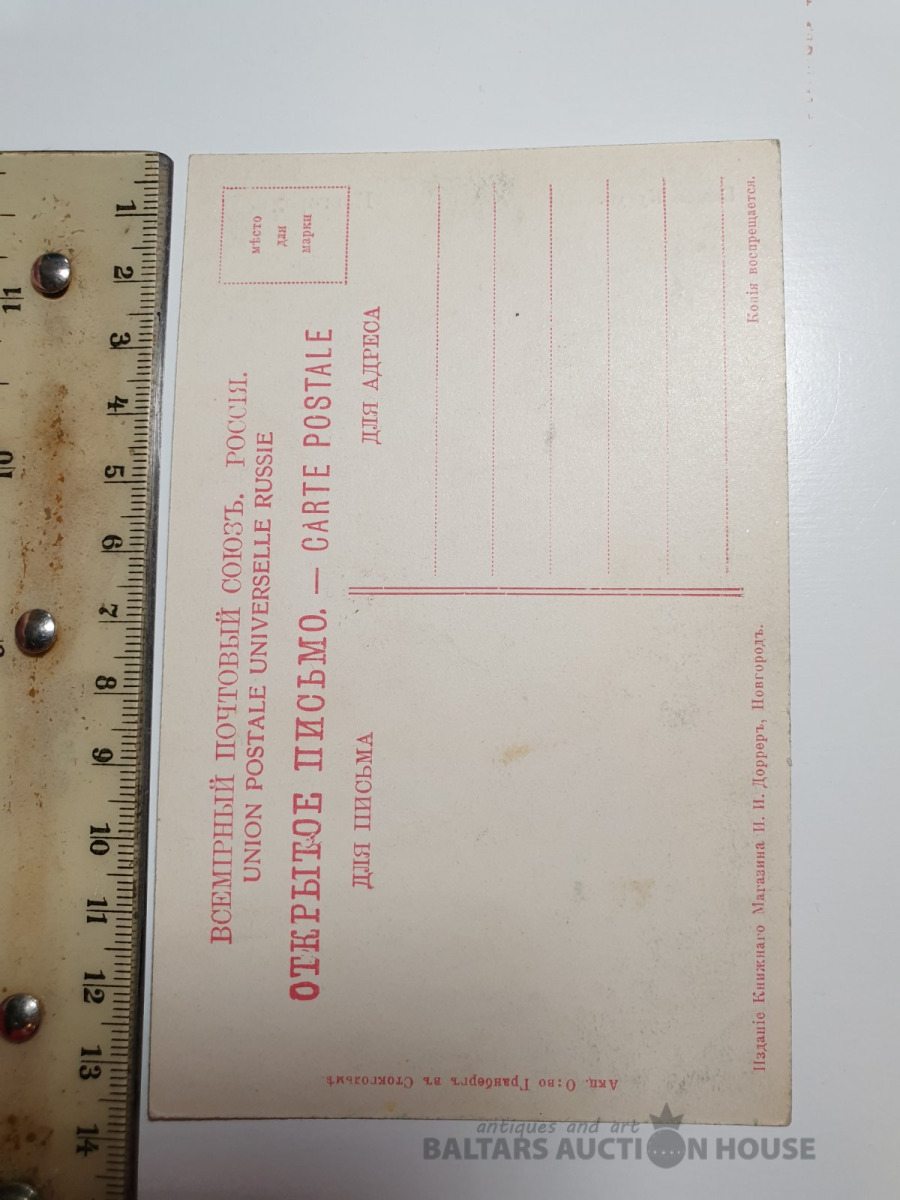 ВСЕМІРНЫЙ ПОЧТОВЫЙ СОЮЗЪ. РОССІЯ.
UNION POSTALE UNIVERSELLE RUSSIE
ОТКРЫТОЕ ПИСЬМО. — CARTE POSTALE
мѣсто
для
марки
ДЛЯ ПИСЬМА
ДЛЯ АДРЕСА
Акц. О:во Гранбергъ въ Стокгольмѣ.
Изданіе Книжнаго Магазина И. И. Дорреръ, Новгородъ.
Копія воспрещается.
1 2 3 4 5 6 7 8 9 10 11 12 13 14
11
10
antiques and art
BALTARS AUCTION HOUSE